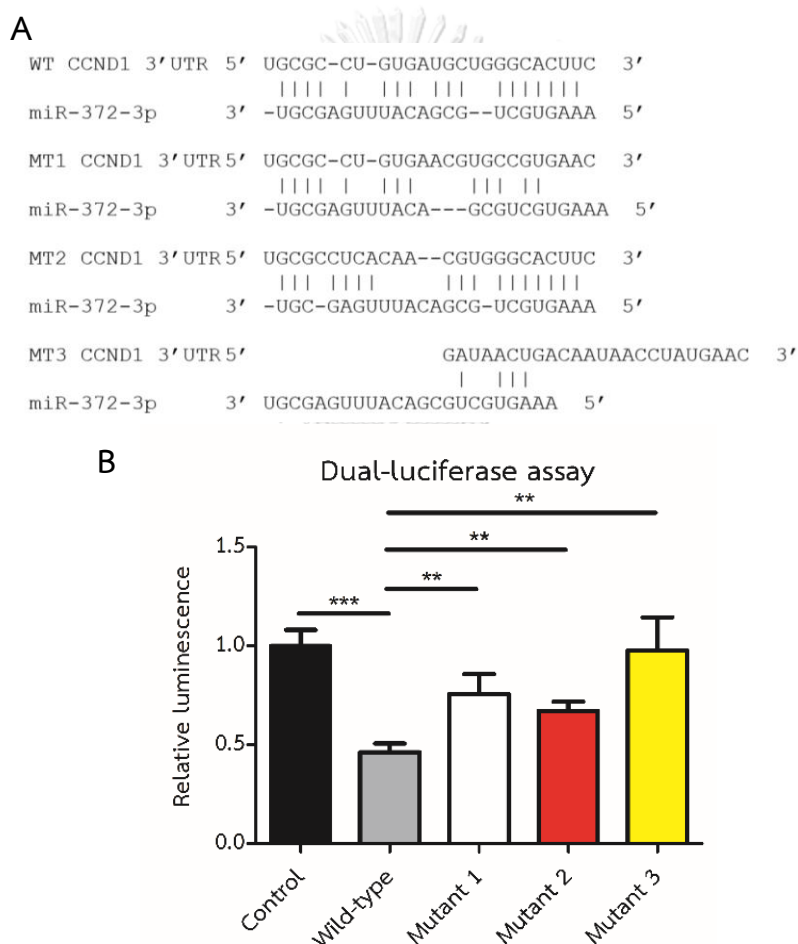 A
WT CCND1 3′UTR 5′ UGCGC-CU-GUGAUGCUGGGCACUUC 3′
|||| | ||| ||| |||||||
miR-372-3p 3′ -UGCGAGUUUACAGCG--UCGUGAAA 5′
MT1 CCND1 3′UTR 5′ UGCGC-CU-GUGAACGUGCCGUGAAC 3′
|||| | ||| ||| ||
miR-372-3p 3′ -UGCGAGUUUACA---GCGUCGUGAAA 5′
MT2 CCND1 3′UTR 5′ UGCGCCUCACAA--CGUGGGCACUUC 3′
||| |||| ||| |||||||
miR-372-3p 3′ -UGC-GAGUUUACAGCG-UCGUGAAA 5′
MT3 CCND1 3′UTR 5′ GAUAACUGACAAUAACCUAUGAAC 3′
| |||
miR-372-3p 3′ UGCGAGUUUACAGCGUCGUGAAA 5′
B
Dual-luciferase assay
**
**
**
***
Relative luminescence
1.5
1.0
0.5
0.0
Control
Wild-type
Mutant 1
Mutant 2
Mutant 3